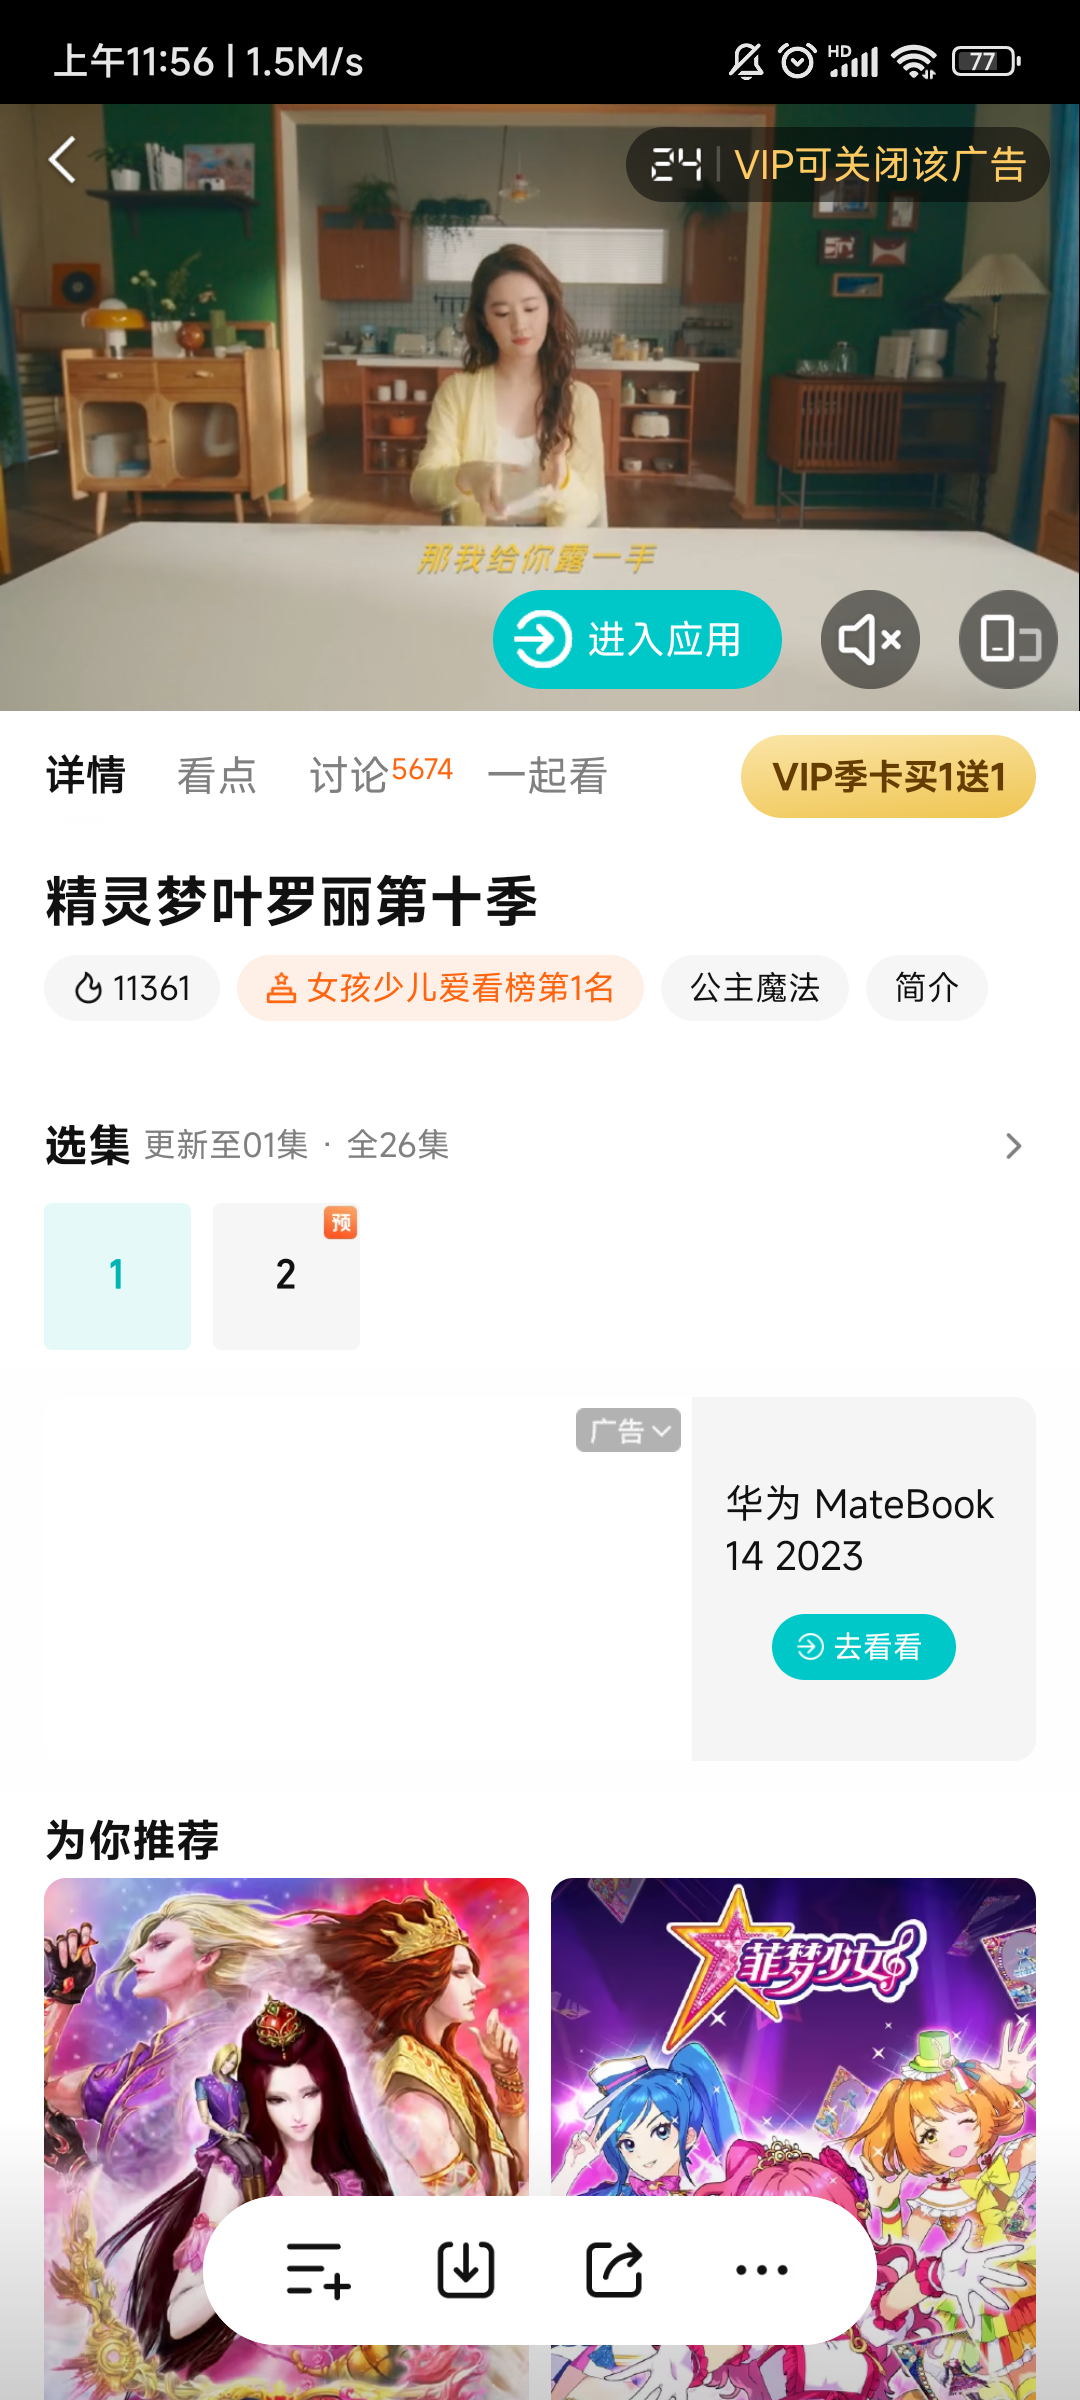 上午11:56 | 1.5M/s
HD
77
24 | VIP可关闭该广告
那我给你露一手
进入应用
详情 看点 讨论5674 一起看 VIP季卡买1送1
精灵梦叶罗丽第十季
11361 女孩少儿爱看榜第1名 公主魔法 简介
选集 更新至01集 · 全26集
1 2 预
广告
华为 MateBook
14 2023
去看看
为你推荐
菲梦少女